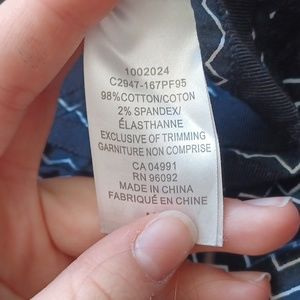 1002024
C2947-167PF95
98%COTTON/COTON
2% SPANDEX/
ÉLASTHANNE
EXCLUSIVE OF TRIMMING
GARNITURE NON COMPRISE
CA 04991
RN 96092
MADE IN CHINA
FABRIQUÉ EN CHINE